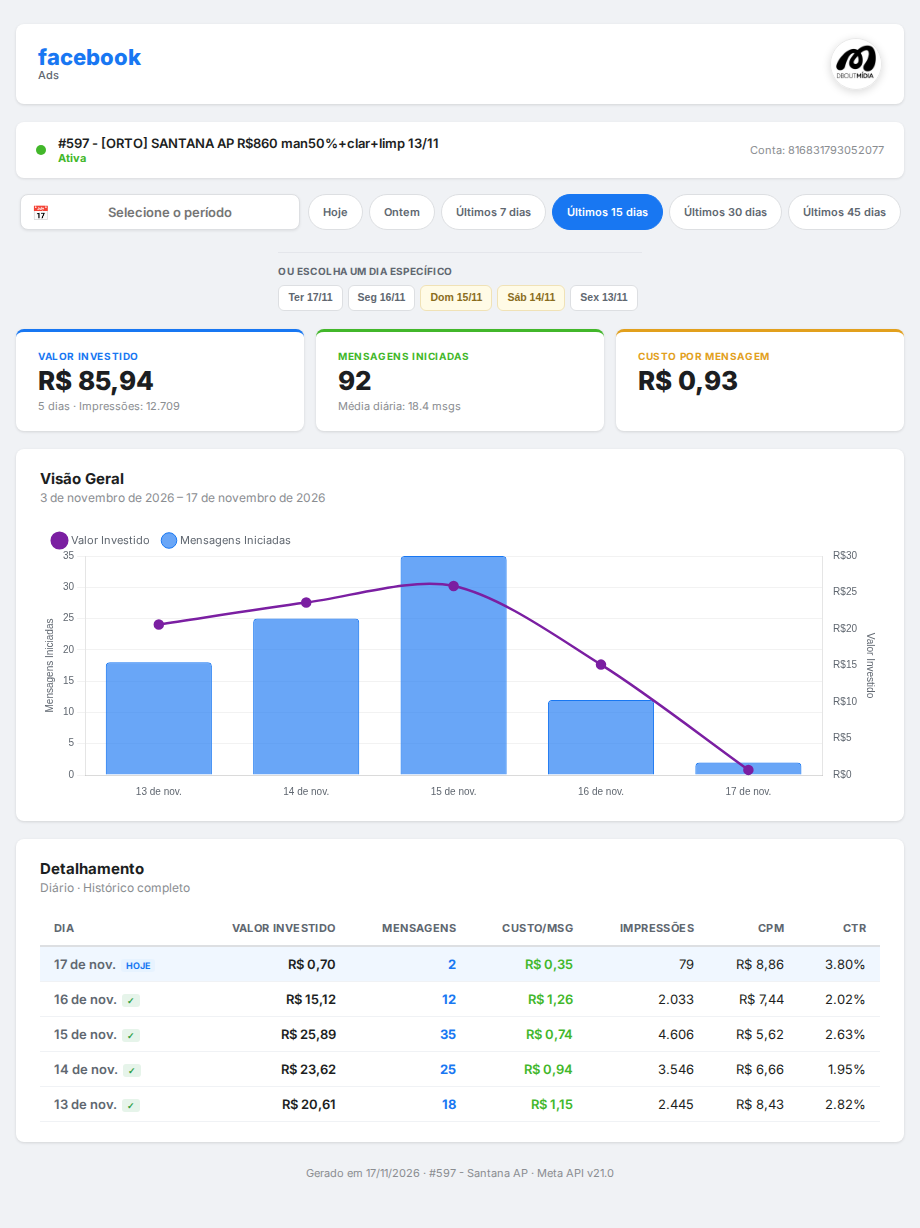 facebook
Ads
DBOUTMÍDIA
#597 - [ORTO] SANTANA AP R$860 man50%+clar+limp 13/11
Ativa
Conta: 816831793052077
Selecione o período
Hoje
Ontem
Últimos 7 dias
Últimos 15 dias
Últimos 30 dias
Últimos 45 dias
OU ESCOLHA UM DIA ESPECÍFICO
Ter 17/11
Seg 16/11
Dom 15/11
Sáb 14/11
Sex 13/11
VALOR INVESTIDO
R$ 85,94
5 dias · Impressões: 12.709
MENSAGENS INICIADAS
92
Média diária: 18.4 msgs
CUSTO POR MENSAGEM
R$ 0,93
Visão Geral
3 de novembro de 2026 – 17 de novembro de 2026
Valor Investido
Mensagens Iniciadas
35
30
25
20
15
10
5
0
Mensagens Iniciadas
R$30
R$25
R$20
R$15
R$10
R$5
R$0
Valor Investido
13 de nov.
14 de nov.
15 de nov.
16 de nov.
17 de nov.
Detalhamento
Diário · Histórico completo
DIA VALOR INVESTIDO MENSAGENS CUSTO/MSG IMPRESSÕES CPM CTR
17 de nov. HOJE R$ 0,70 2 R$ 0,35 79 R$ 8,86 3.80%
16 de nov. ✓ R$ 15,12 12 R$ 1,26 2.033 R$ 7,44 2.02%
15 de nov. ✓ R$ 25,89 35 R$ 0,74 4.606 R$ 5,62 2.63%
14 de nov. ✓ R$ 23,62 25 R$ 0,94 3.546 R$ 6,66 1.95%
13 de nov. ✓ R$ 20,61 18 R$ 1,15 2.445 R$ 8,43 2.82%
Gerado em 17/11/2026 · #597 - Santana AP · Meta API v21.0